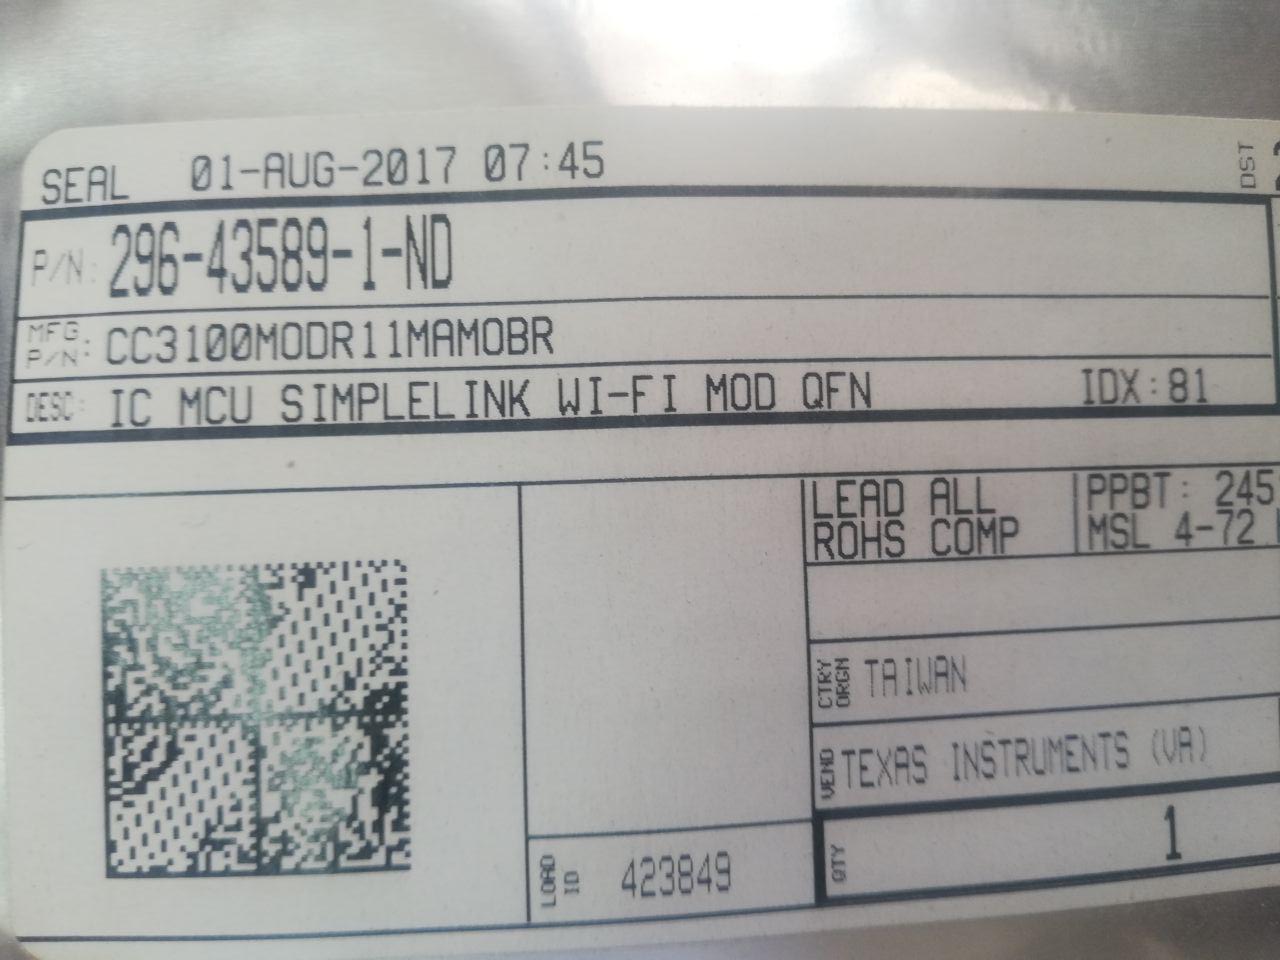 SEAL 01-AUG-2017 07:45
DST
P/N: 296-43589-1-ND
MFG. P/N: CC3100MODR11MAMOBR
DESC: IC MCU SIMPLELINK WI-FI MOD QFN IDX:81
LEAD ALL
ROHS COMP
PPBT: 245
MSL 4-72
CTRY ORGN TAIWAN
VEND TEXAS INSTRUMENTS (VA)
LOAD ID 423849
QTY 1